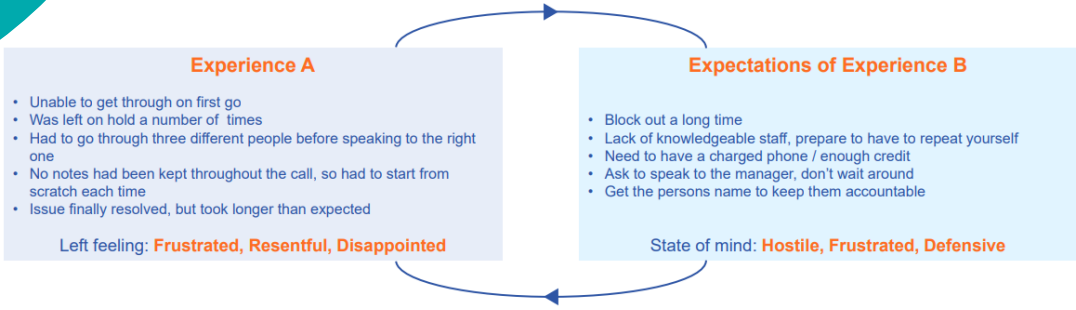 Experience A
• Unable to get through on first go
• Was left on hold a number of times
• Had to go through three different people before speaking to the right
one
• No notes had been kept throughout the call, so had to start from
scratch each time
• Issue finally resolved, but took longer than expected
Left feeling: Frustrated, Resentful, Disappointed
Expectations of Experience B
• Block out a long time
• Lack of knowledgeable staff, prepare to have to repeat yourself
• Need to have a charged phone / enough credit
• Ask to speak to the manager, don't wait around
• Get the persons name to keep them accountable
State of mind: Hostile, Frustrated, Defensive